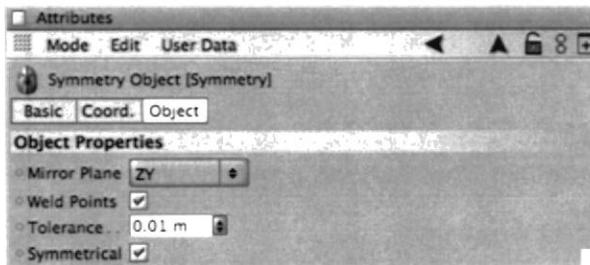 Attributes
Mode Edit User Data
Symmetry Object [Symmetry]
Basic Coord. Object
Object Properties
Mirror Plane ZY
Weld Points
Tolerance . . 0.01 m
Symmetrical